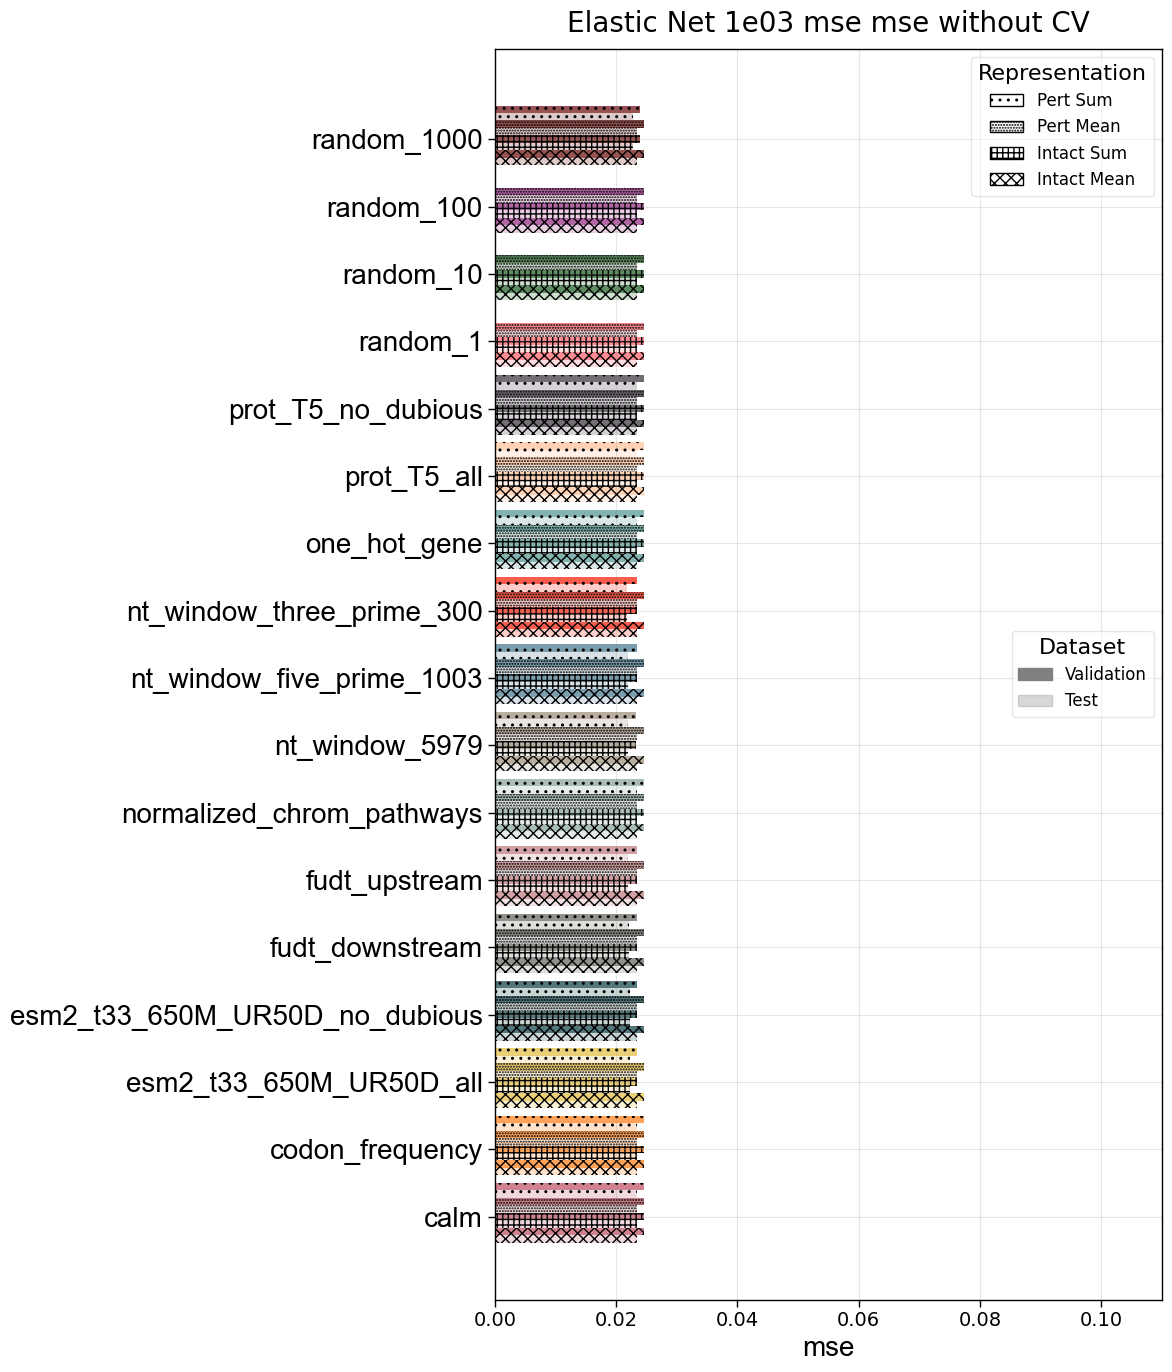 Elastic Net 1e03 mse mse without CV
Representation
Pert Sum
Pert Mean
Intact Sum
Intact Mean
random_1000
random_100
random_10
random_1
prot_T5_no_dubious
prot_T5_all
one_hot_gene
nt_window_three_prime_300
nt_window_five_prime_1003
nt_window_5979
normalized_chrom_pathways
fudt_upstream
fudt_downstream
esm2_t33_650M_UR50D_no_dubious
esm2_t33_650M_UR50D_all
codon_frequency
calm
Dataset
Validation
Test
0.00 0.02 0.04 0.06 0.08 0.10
mse